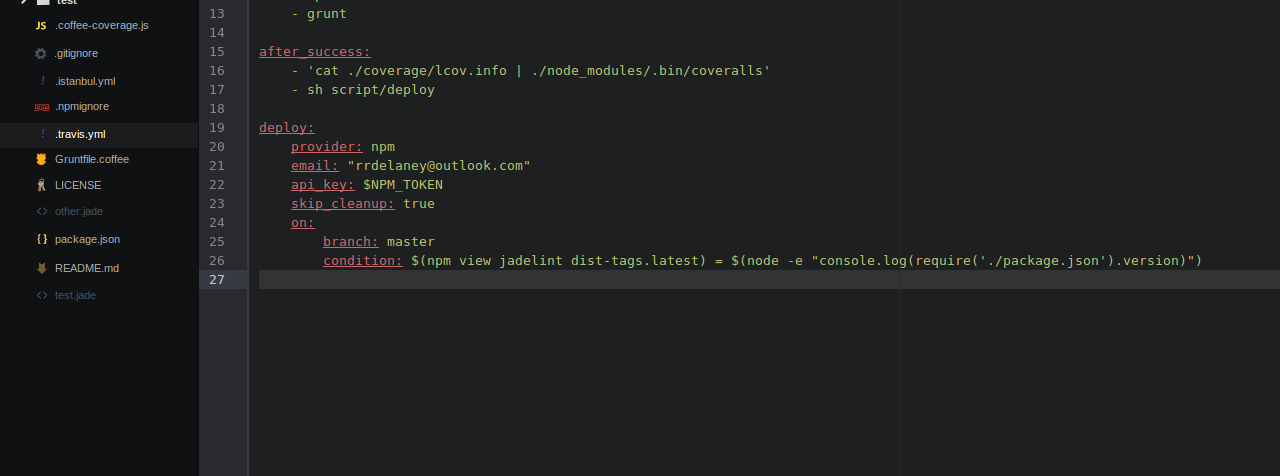 test
.coffee-coverage.js
.gitignore
.istanbul.yml
.npmignore
.travis.yml
Gruntfile.coffee
LICENSE
other.jade
package.json
README.md
test.jade
13 - grunt
14
15 after_success:
16 - 'cat ./coverage/lcov.info | ./node_modules/.bin/coveralls'
17 - sh script/deploy
18
19 deploy:
20 provider: npm
21 email: "rrdelaney@outlook.com"
22 api_key: $NPM_TOKEN
23 skip_cleanup: true
24 on:
25 branch: master
26 condition: $(npm view jadelint dist-tags.latest) = $(node -e "console.log(require('./package.json').version)")
27